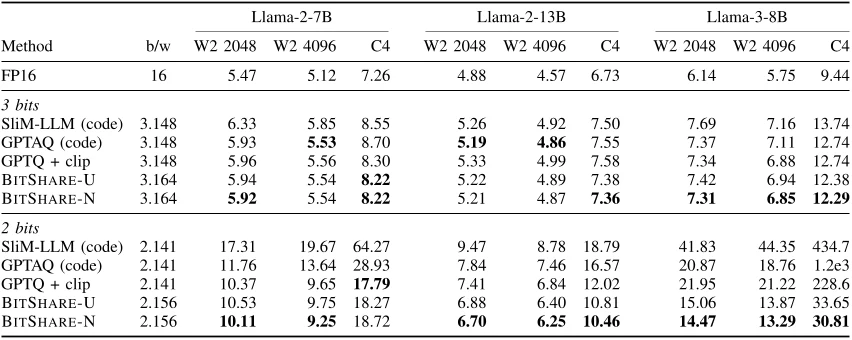 Llama-2-7B Llama-2-13B Llama-3-8B
Method b/w W2 2048 W2 4096 C4 W2 2048 W2 4096 C4 W2 2048 W2 4096 C4
FP16 16 5.47 5.12 7.26 4.88 4.57 6.73 6.14 5.75 9.44
3 bits
SliM-LLM (code) 3.148 6.33 5.85 8.55 5.26 4.92 7.50 7.69 7.16 13.74
GPTAQ (code) 3.148 5.93 5.53 8.70 5.19 4.86 7.55 7.37 7.11 12.74
GPTQ + clip 3.148 5.96 5.56 8.30 5.33 4.99 7.58 7.34 6.88 12.74
BITSHARE-U 3.164 5.94 5.54 8.22 5.22 4.89 7.38 7.42 6.94 12.38
BITSHARE-N 3.164 5.92 5.54 8.22 5.21 4.87 7.36 7.31 6.85 12.29
2 bits
SliM-LLM (code) 2.141 17.31 19.67 64.27 9.47 8.78 18.79 41.83 44.35 434.7
GPTAQ (code) 2.141 11.76 13.64 28.93 7.84 7.46 16.57 20.87 18.76 1.2e3
GPTQ + clip 2.141 10.37 9.65 17.79 7.41 6.84 12.02 21.95 21.22 228.6
BITSHARE-U 2.156 10.53 9.75 18.27 6.88 6.40 10.81 15.06 13.87 33.65
BITSHARE-N 2.156 10.11 9.25 18.72 6.70 6.25 10.46 14.47 13.29 30.81